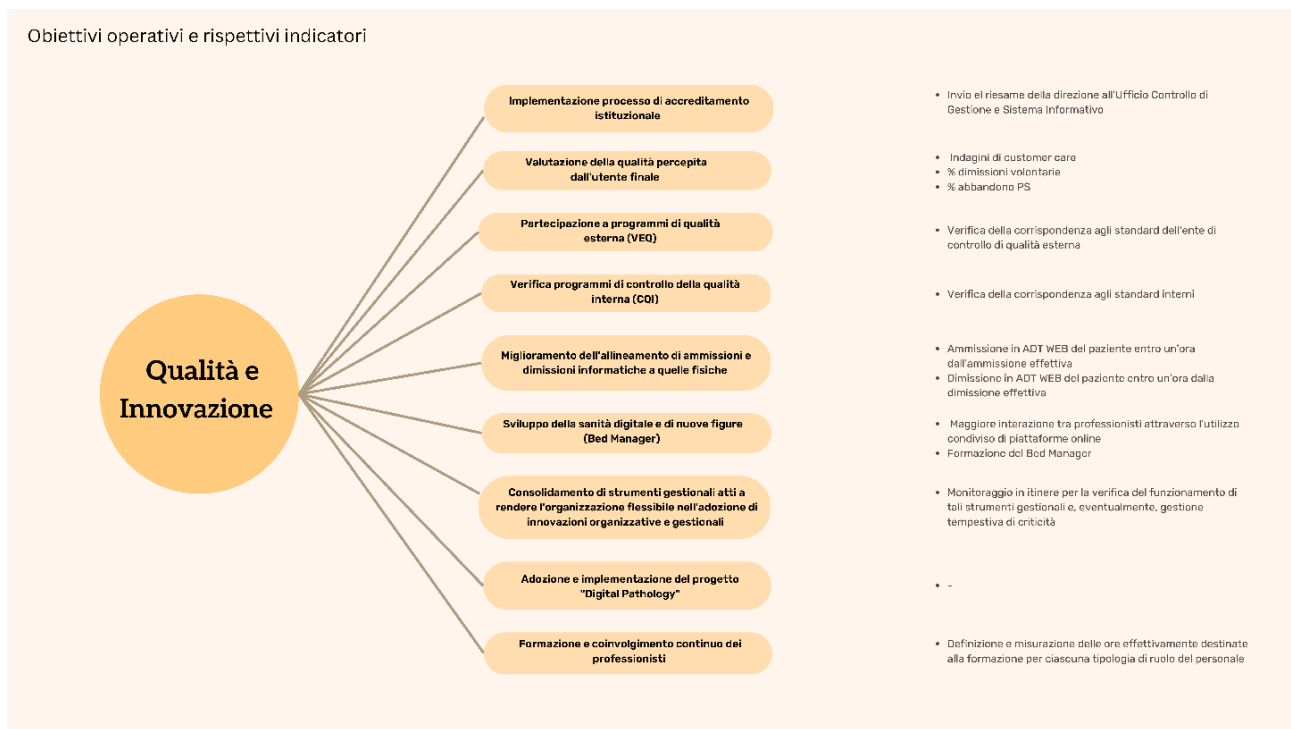 Obiettivi operativi e rispettivi indicatori
Qualità e
Innovazione
Implementazione processo di accreditamento
istituzionale
• Invio el riesame della direzione all'Ufficio Controllo di
Gestione e Sistema Informativo
Valutazione della qualità percepita
dall'utente finale
• Indagini di customer care
• % dimissioni volontarie
• % abbandono PS
Partecipazione a programmi di qualità
esterna (VEQ)
• Verifica della corrispondenza agli standard dell'ente di
controllo di qualità esterna
Verifica programmi di controllo della qualità
interna (CQI)
• Verifica della corrispondenza agli standard interni
Miglioramento dell'allineamento di ammissioni e
dimissioni informatiche a quelle fisiche
• Ammissione in ADT WEB del paziente entro un'ora
dall'ammissione effettiva
• Dimissione in ADT WEB del paziente entro un'ora dalla
dimissione effettiva
Sviluppo della sanità digitale e di nuove figure
(Bed Manager)
• Maggiore interazione tra professionisti attraverso l'utilizzo
condiviso di piattaforme online
• Formazione del Bed Manager
Consolidamento di strumenti gestionali atti a
rendere l'organizzazione flessibile nell'adozione di
innovazioni organizzative e gestionali
• Monitoraggio in itinere per la verifica del funzionamento di
tali strumenti gestionali e, eventualmente, gestione
tempestiva di criticità
Adozione e implementazione del progetto
"Digital Pathology"
• -
Formazione e coinvolgimento continuo dei
professionisti
• Definizione e misurazione delle ore effettivamente destinate
alla formazione per ciascuna tipologia di ruolo del personale